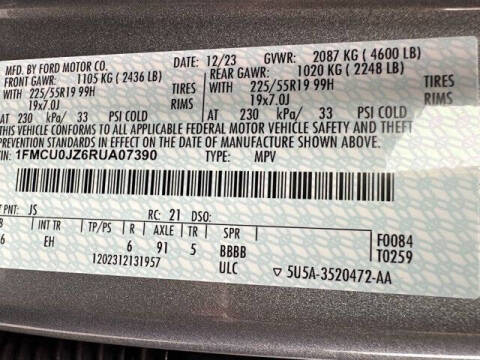 MFD. BY FORD MOTOR CO. 12/23 GVWR: 2087 KG ( 4600 LB)
FRONT GAWR: 1105 KG ( 2436 LB) REAR GAWR: 1020 KG ( 2248 LB)
WITH 225/55R19 99H TIRES WITH 225/55R19 99H TIRES
19x7.0J RIMS 19x7.0J RIMS
AT 230 kPa/ 33 PSI COLD AT 230 kPa/ 33 PSI COLD
THIS VEHICLE CONFORMS TO ALL APPLICABLE FEDERAL MOTOR VEHICLE SAFETY AND BUMPER
PREVENTION STANDARDS IN EFFECT ON THE DATE OF MANUFACTURE SHOWN ABOVE.
1FMCU0JZ6RUA07390 TYPE: MPV
PNT: JS RC: 21 DSO:
B INT TR TP/PS R AXLE TR SPR F0084
6 EH 6 91 5 BBBB T0259
1202312131957 ULC ▽ 5U5A-3520472-AA